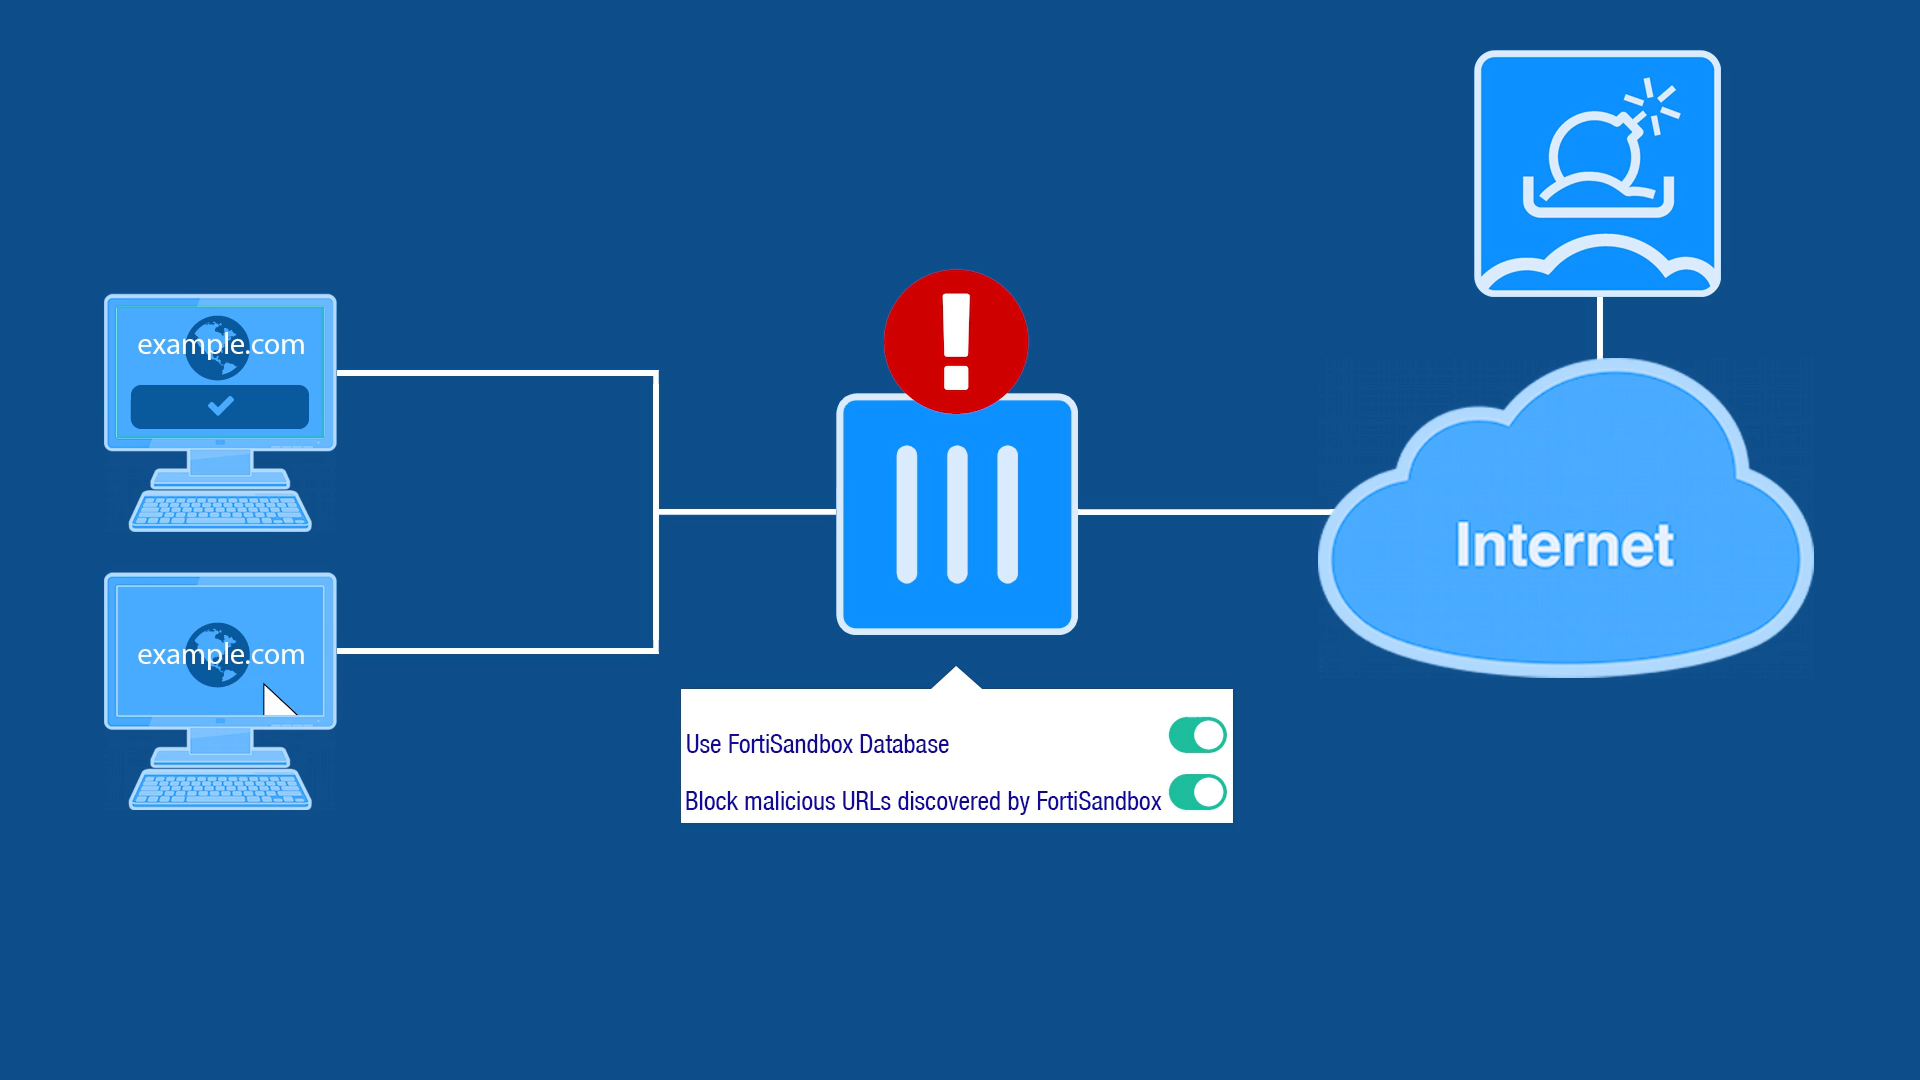 example.com
example.com
Internet
Use FortiSandbox Database
Block malicious URLs discovered by FortiSandbox